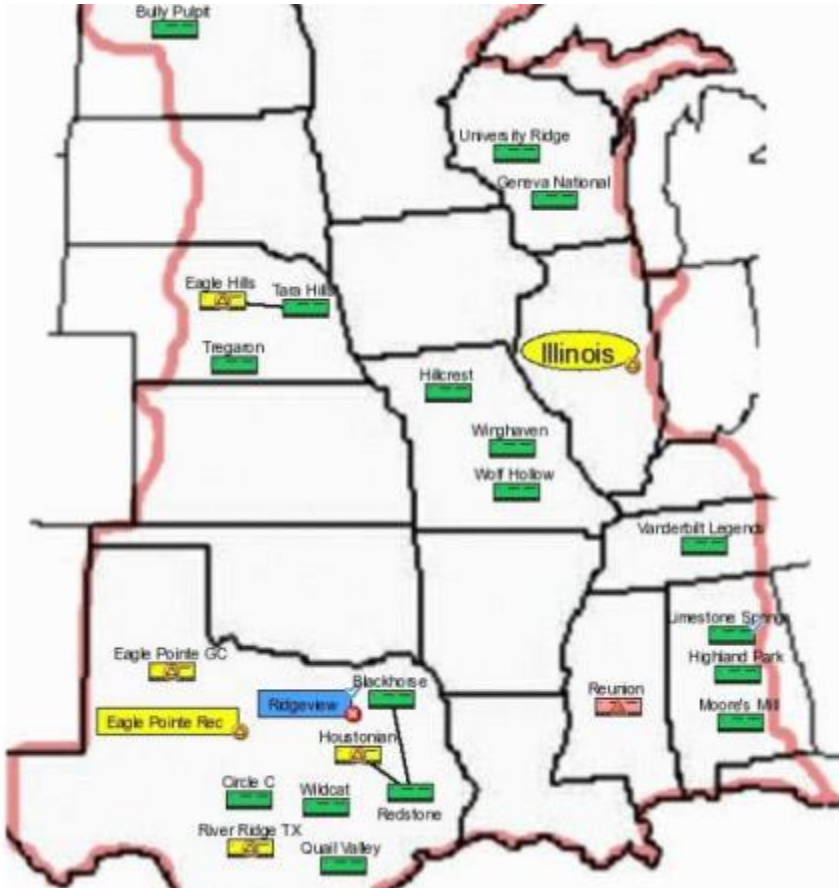 Bully Pulpit
University Ridge
Geneva National
Eagle Hills
Tara Hills
Illinois
Tregaron
Hillcrest
Winghaven
Wolf Hollow
Vanderbilt Legends
Limestone Springs
Highland Park
Eagle Pointe GC
Blackhorse
Ridgeview
Reunion
Moore's Mill
Eagle Pointe Rec
Houstonian
Circle C
Wildcat
Redstone
River Ridge TX
Quail Valley